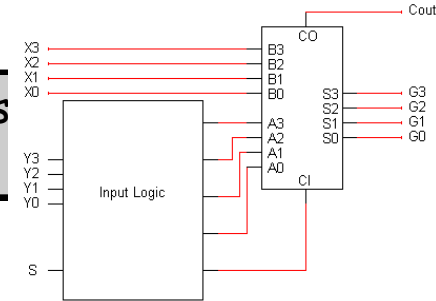 Cout
CO
X3
X2
X1
X0
B3
B2
B1
B0
S3
S2
S1
S0
G3
G2
G1
G0
A3
A2
A1
A0
CI
S
Y3
Y2
Y1
Y0
Input Logic
S